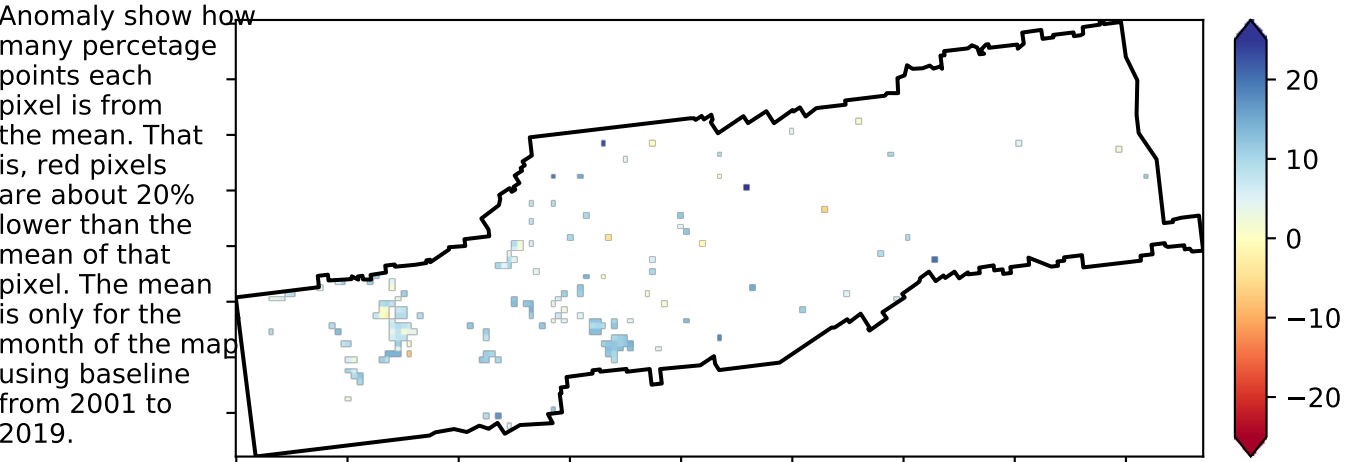 Anomaly show how
many percetage
points each
pixel is from
the mean. That
is, red pixels
are about 20%
lower than the
mean of that
pixel. The mean
is only for the
month of the map
using baseline
from 2001 to
2019.
20
10
0
−10
−20